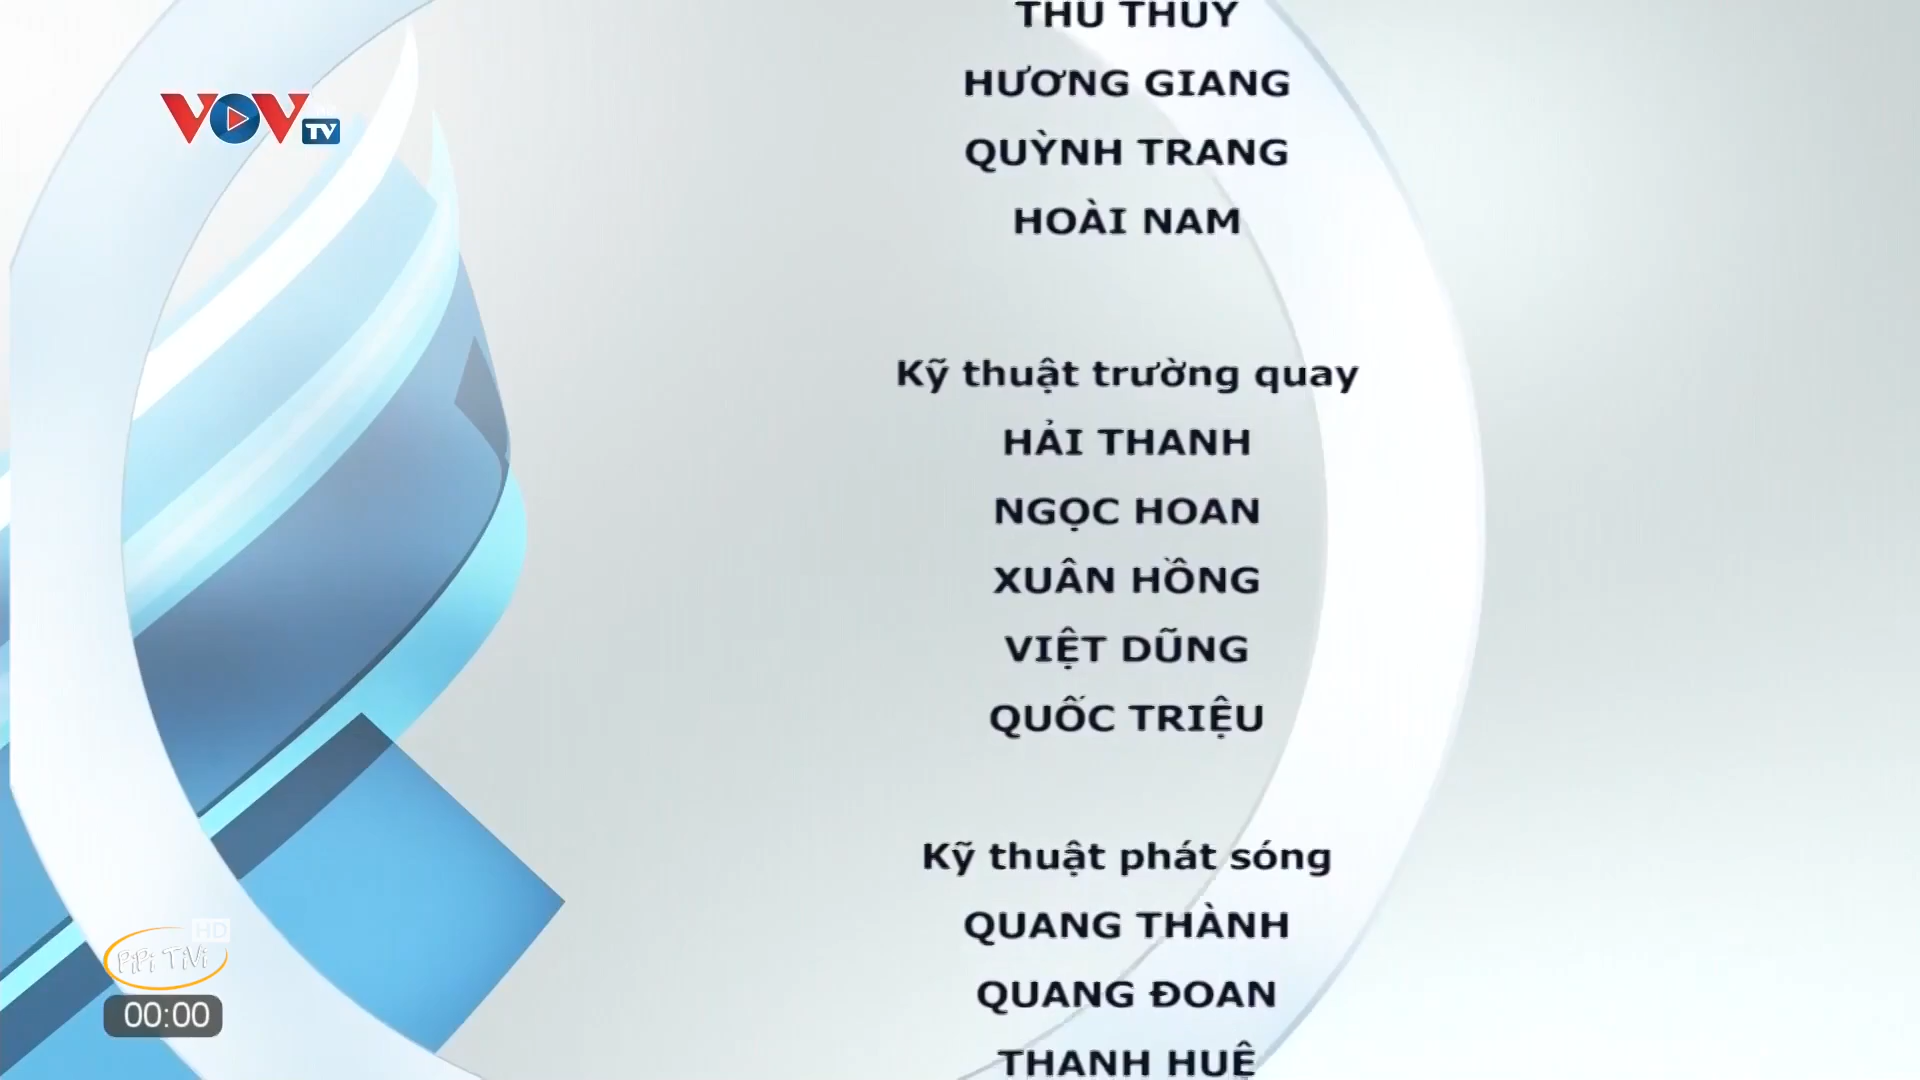 THU THỦY
HƯƠNG GIANG
VOV TV
QUỲNH TRANG
HOÀI NAM
Kỹ thuật trường quay
HẢI THANH
NGỌC HOAN
XUÂN HỒNG
VIỆT DŨNG
QUỐC TRIỆU
Kỹ thuật phát sóng
QUANG THÀNH
HD
PiPi TiVi
QUANG ĐOAN
00:00
THANH HUÊ